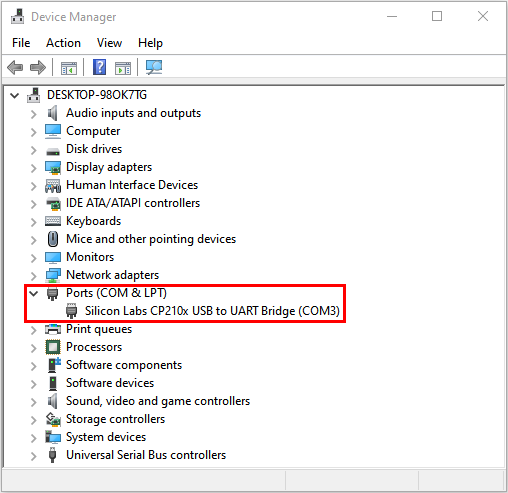 Device Manager
File Action View Help
DESKTOP-98OK7TG
Audio inputs and outputs
Computer
Disk drives
Display adapters
Human Interface Devices
IDE ATA/ATAPI controllers
Keyboards
Mice and other pointing devices
Monitors
Network adapters
Ports (COM & LPT)
Silicon Labs CP210x USB to UART Bridge (COM3)
Print queues
Processors
Software components
Software devices
Sound, video and game controllers
Storage controllers
System devices
Universal Serial Bus controllers